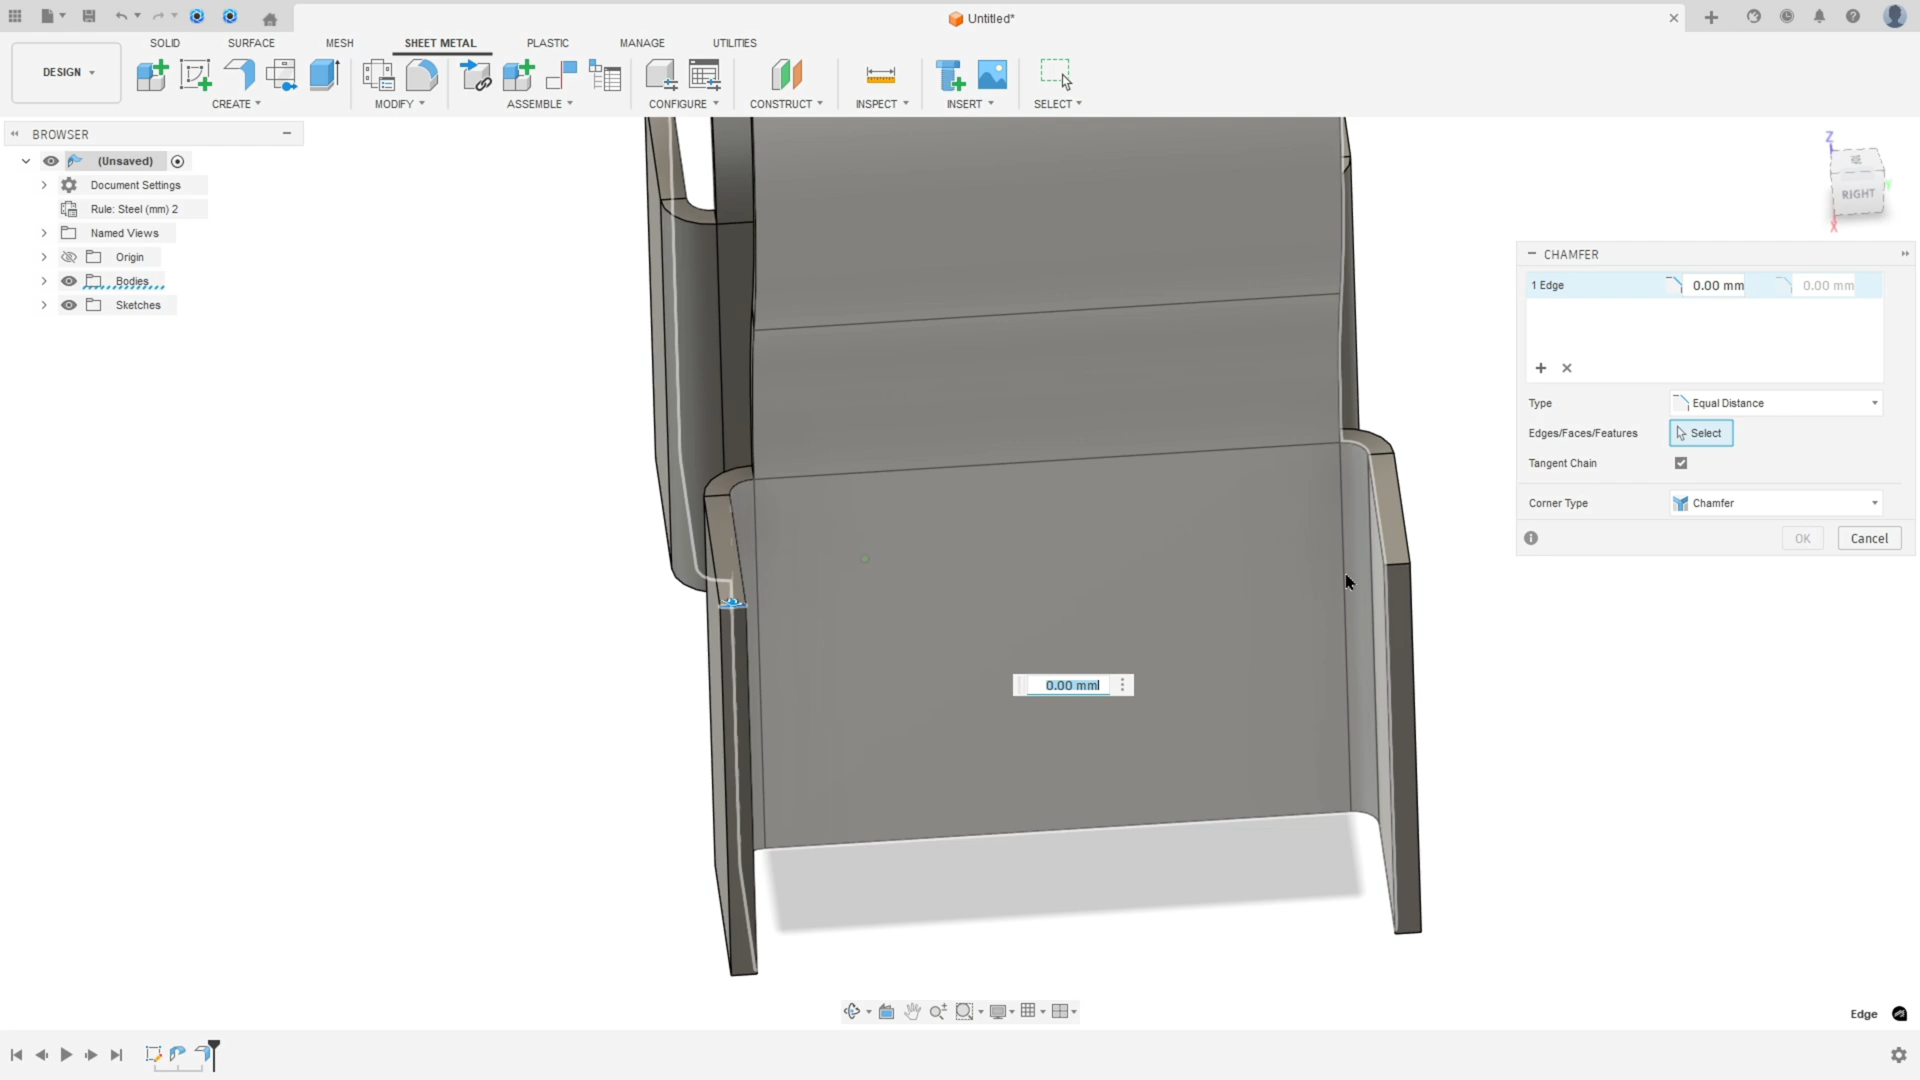 Untitled*
DESIGN
SOLID
SURFACE
MESH
SHEET METAL
PLASTIC
MANAGE
UTILITIES
CREATE
MODIFY
ASSEMBLE
CONFIGURE
CONSTRUCT
INSPECT
INSERT
SELECT
BROWSER
(Unsaved)
Document Settings
Rule: Steel (mm) 2
Named Views
Origin
Bodies
Sketches
Z
RIGHT
X
CHAMFER
1 Edge
0.00 mm
0.00 mm
Type
Equal Distance
Edges/Faces/Features
Select
Tangent Chain
Corner Type
Chamfer
OK
Cancel
0.00 mm
Edge